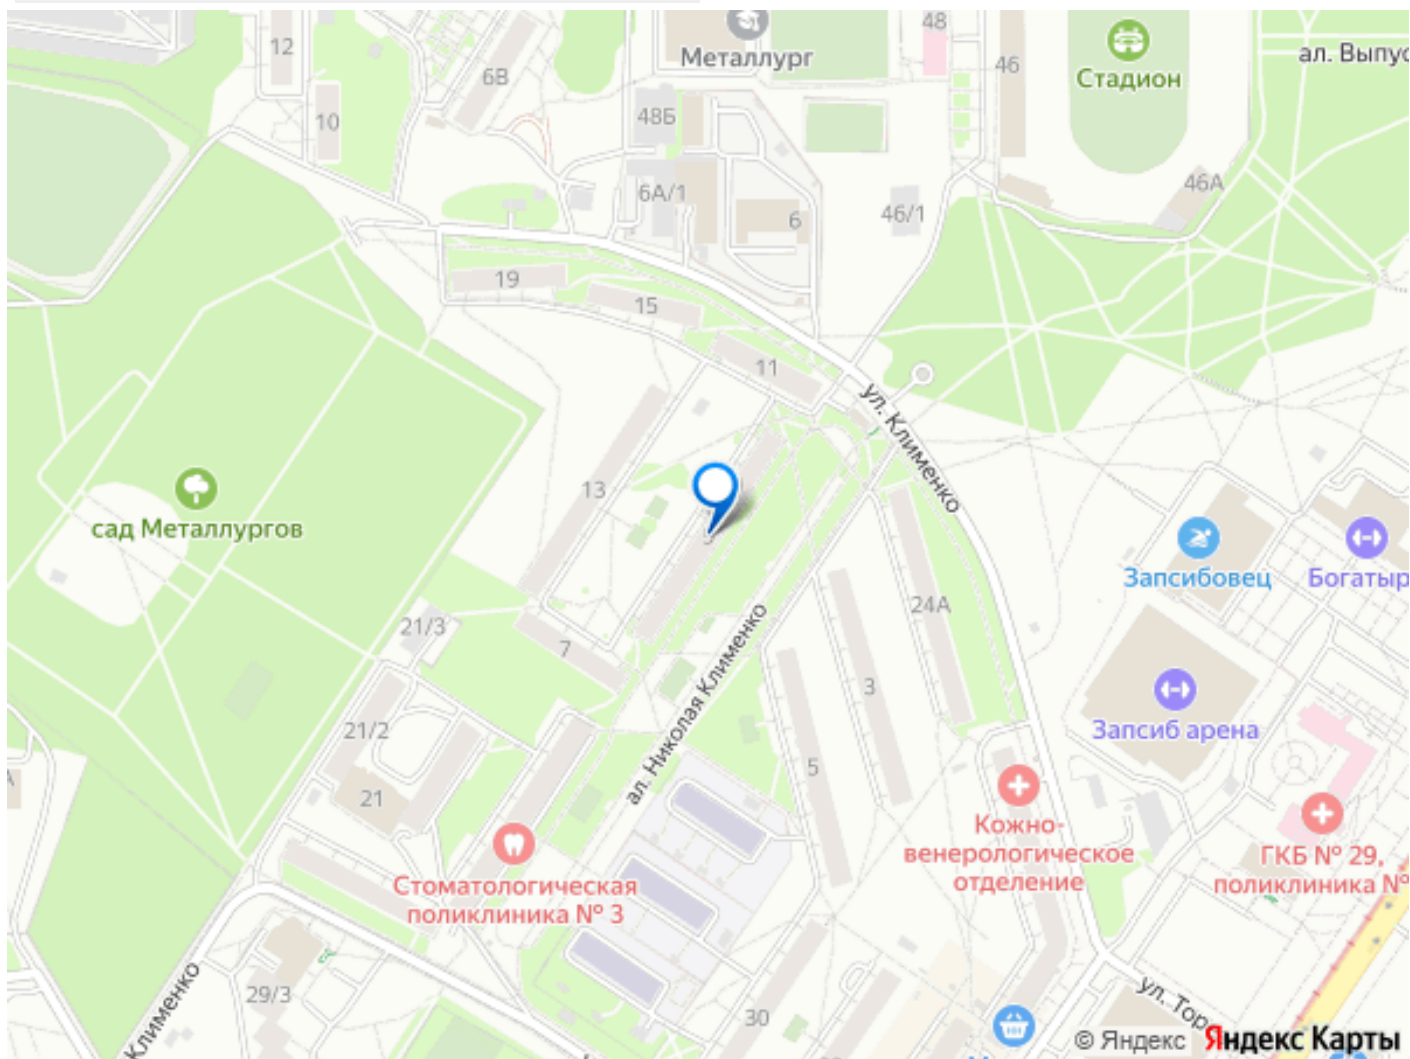 48
12
Металлург
46
ал. Выпус
6В
Стадион
48Б
10
46А
6А/1
6
46/1
19
15
11
ул. Клименко
13
сад Металлургов
Запсибовец
Богатыр
24А
21/3
7
3
ал. Николая Клименко
21/2
Запсиб арена
5
21
Кожно-
венерологическое
отделение
ГКБ № 29,
поликлиника №
Стоматологическая
поликлиника № 3
29/3
Клименко
30
ул. Тор
© Яндекс Яндекс Карты